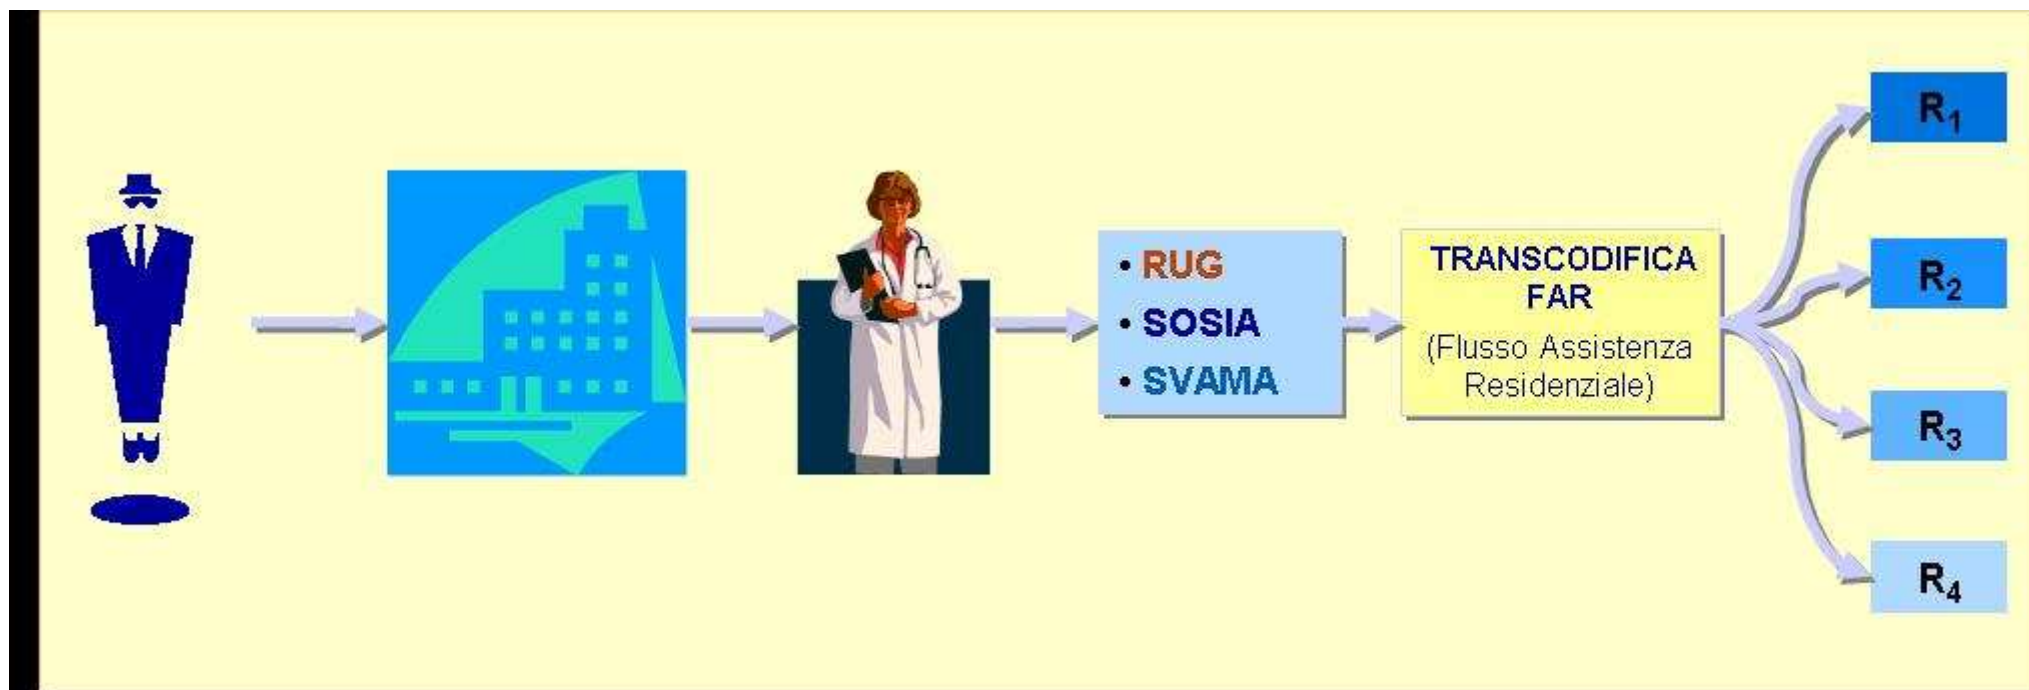 • RUG
• SOSIA
• SVAMA
TRANSCODIFICA
FAR
(Flusso Assistenza
Residenziale)
R1
R2
R3
R4